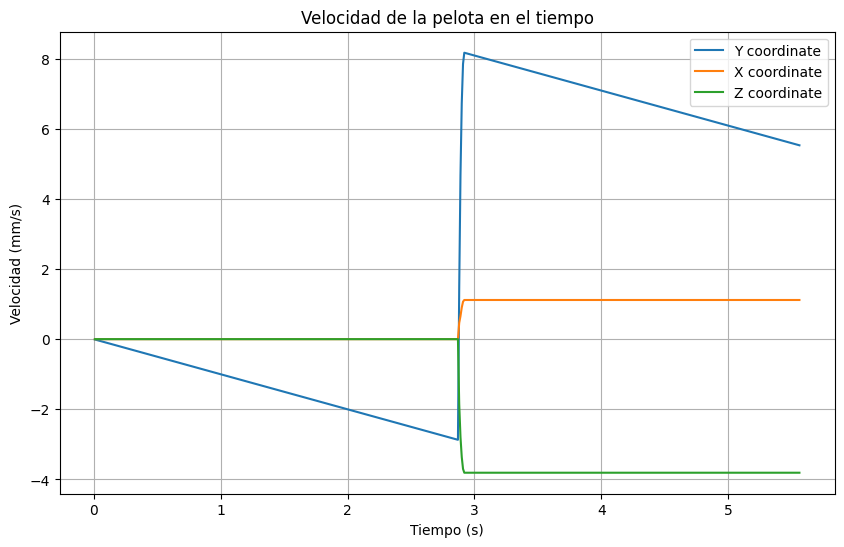 Velocidad de la pelota en el tiempo
Y coordinate
X coordinate
Z coordinate
Velocidad (mm/s)
8
6
4
2
0
−2
−4
0 1 2 3 4 5
Tiempo (s)